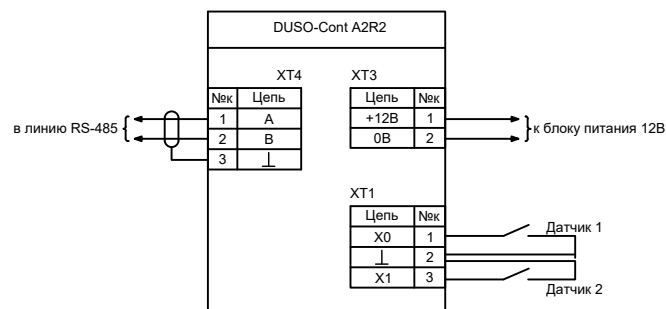 DUSO-Cont A2R2
XT4
XT3
№к Цепь
Цепь №к
1 A
+12В 1
в линию RS-485
2 B
0В 2
к блоку питания 12В
3 ⊥
XT1
Цепь №к
X0 1
Датчик 1
⊥ 2
X1 3
Датчик 2